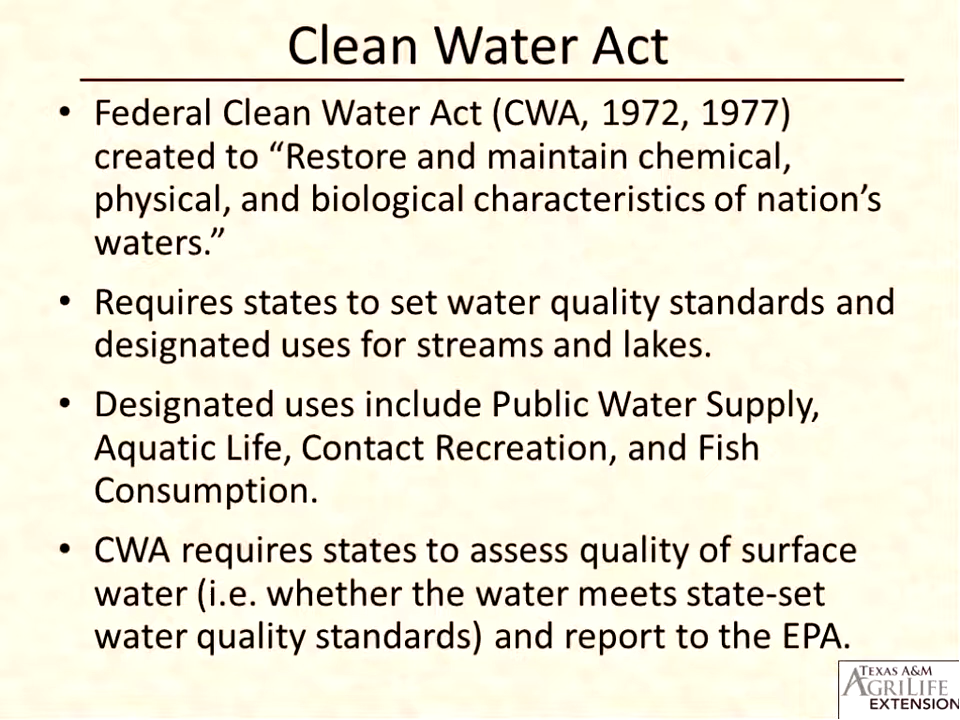 Clean Water Act
• Federal Clean Water Act (CWA, 1972, 1977)
created to “Restore and maintain chemical,
physical, and biological characteristics of nation’s
waters.”
• Requires states to set water quality standards and
designated uses for streams and lakes.
• Designated uses include Public Water Supply,
Aquatic Life, Contact Recreation, and Fish
Consumption.
• CWA requires states to assess quality of surface
water (i.e. whether the water meets state-set
water quality standards) and report to the EPA.
TEXAS A&M
AGRILIFE
EXTENSION